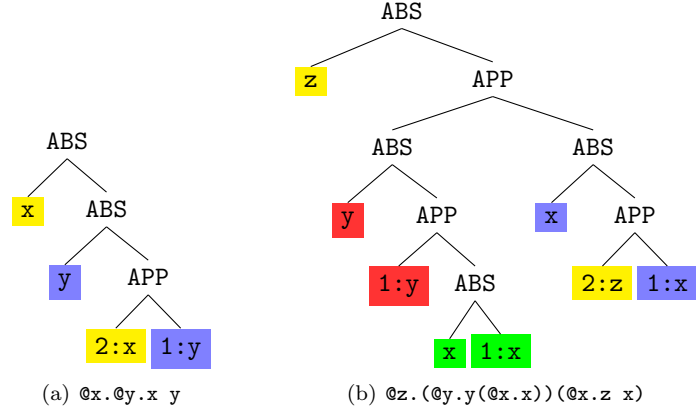 ABS
z
APP
ABS
ABS
ABS
x
ABS
y
APP
x
APP
y
APP
1:y
ABS
2:z
1:x
2:x
1:y
x
1:x
(a) @x.@y.x y
(b) @z.(@y.y(@x.x))(@x.z x)